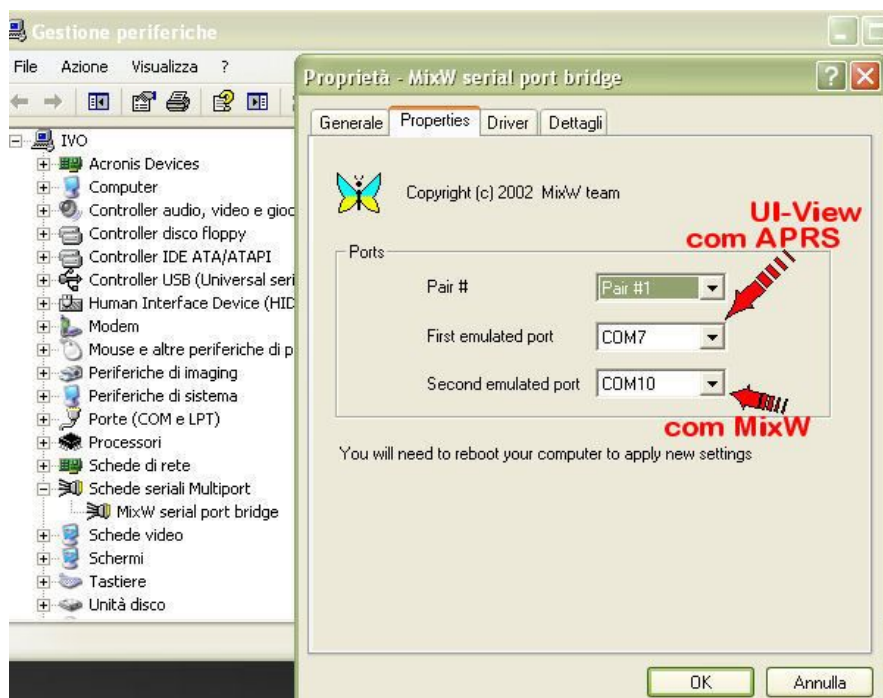 Gestione periferiche
File Azione Visualizza ?
IVO
Acronis Devices
Computer
Controller audio, video e gioc
Controller disco floppy
Controller IDE ATA/ATAPI
Controller USB (Universal seri
Human Interface Device (HID
Modem
Mouse e altre periferiche di p
Periferiche di imaging
Periferiche di sistema
Porte (COM e LPT)
Processori
Schede di rete
Schede seriali Multiport
MixW serial port bridge
Schede video
Schermi
Tastiere
Unità disco
Proprietà - MixW serial port bridge
Generale Properties Driver Dettagli
Copyright (c) 2002 MixW team
UI-View
com APRS
Ports
Pair # Pair #1
First emulated port COM7
Second emulated port COM10
com MixW
You will need to reboot your computer to apply new settings
OK Annulla